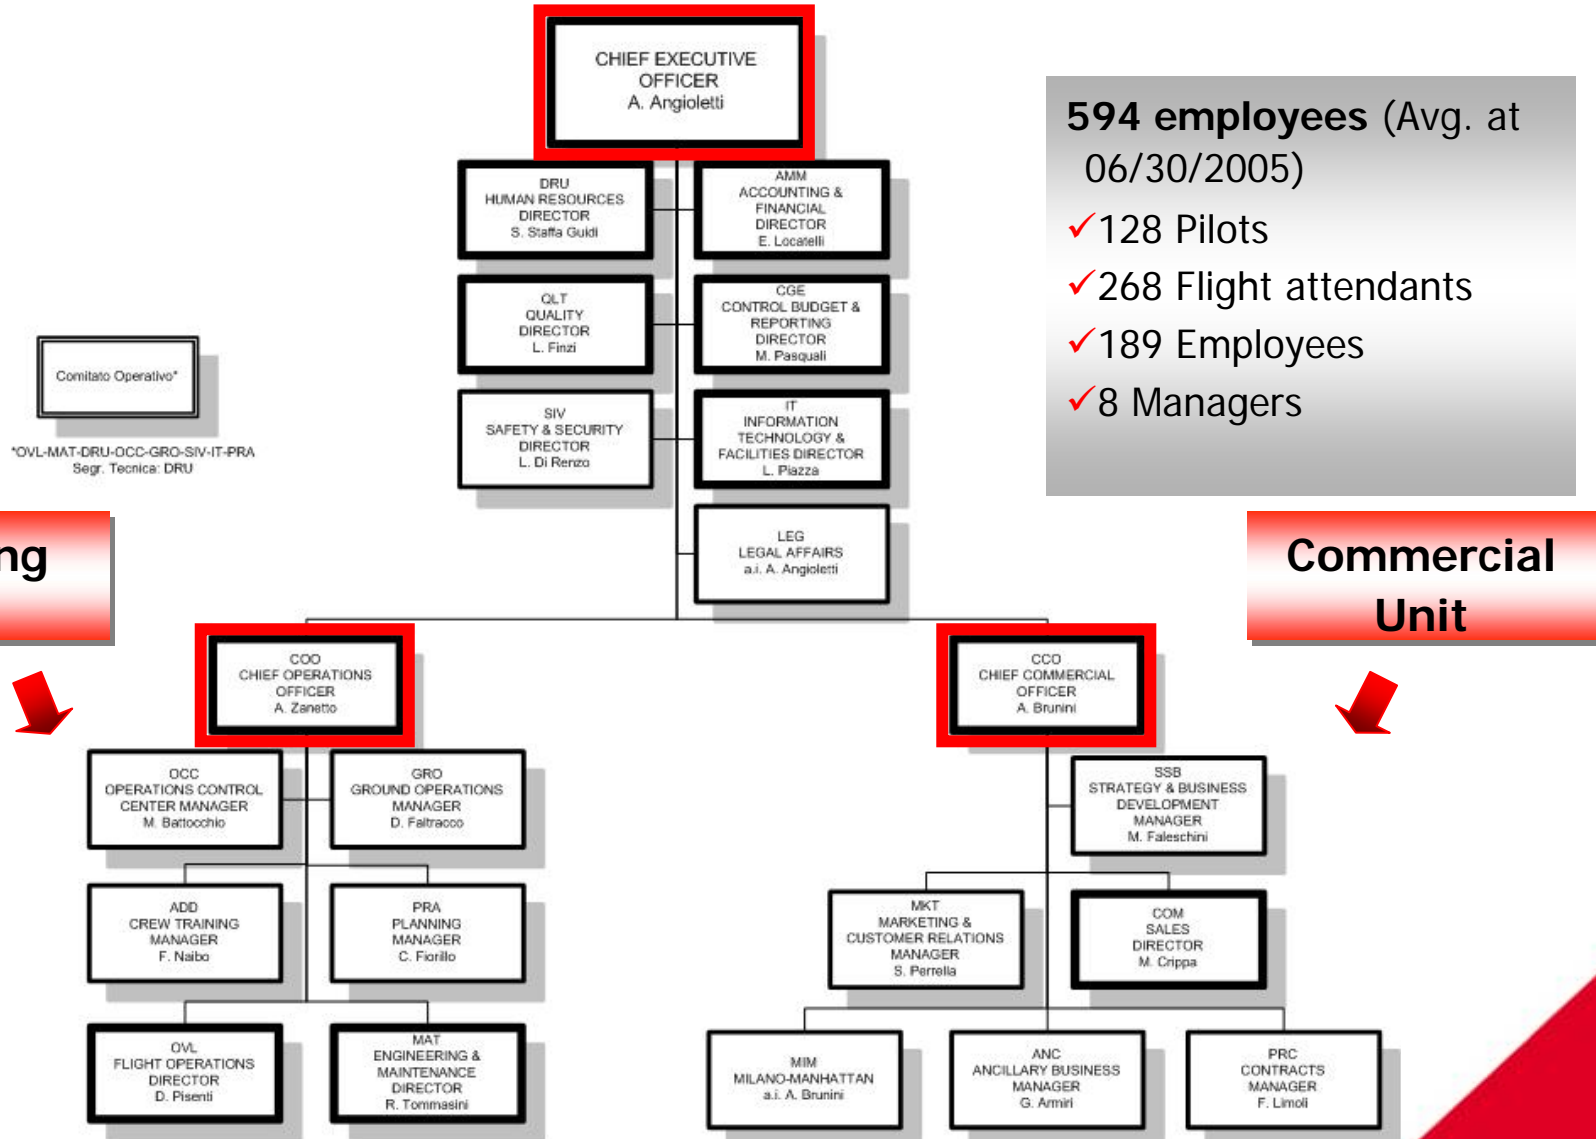 CHIEF EXECUTIVE
OFFICER
A. Angioletti
594 employees (Avg. at
06/30/2005)
✓128 Pilots
✓268 Flight attendants
✓189 Employees
✓8 Managers
DRU
HUMAN RESOURCES
DIRECTOR
S. Staffa Guidi
AMM
ACCOUNTING &
FINANCIAL
DIRECTOR
E. Locatelli
QLT
QUALITY
DIRECTOR
L. Finzi
CGE
CONTROL BUDGET &
REPORTING
DIRECTOR
M. Pasquali
Comitato Operativo*
*OVL-MAT-DRU-OCC-GRO-SIV-IT-PRA
Segr. Tecnica: DRU
SIV
SAFETY & SECURITY
DIRECTOR
L. Di Renzo
IT
INFORMATION
TECHNOLOGY &
FACILITIES DIRECTOR
L. Piazza
LEG
LEGAL AFFAIRS
a.i. A. Angioletti
ng
Commercial
Unit
COO
CHIEF OPERATIONS
OFFICER
A. Zanetto
CCO
CHIEF COMMERCIAL
OFFICER
A. Brunini
OCC
OPERATIONS CONTROL
CENTER MANAGER
M. Battocchio
GRO
GROUND OPERATIONS
MANAGER
D. Faltracco
SSB
STRATEGY & BUSINESS
DEVELOPMENT
MANAGER
M. Faleschini
ADD
CREW TRAINING
MANAGER
F. Naibo
PRA
PLANNING
MANAGER
C. Fiorillo
MKT
MARKETING &
CUSTOMER RELATIONS
MANAGER
S. Perrella
COM
SALES
DIRECTOR
M. Crippa
OVL
FLIGHT OPERATIONS
DIRECTOR
D. Pisenti
MAT
ENGINEERING &
MAINTENANCE
DIRECTOR
R. Tommasini
MIM
MILANO-MANHATTAN
a.i. A. Brunini
ANC
ANCILLARY BUSINESS
MANAGER
G. Armiri
PRC
CONTRACTS
MANAGER
F. Limoli